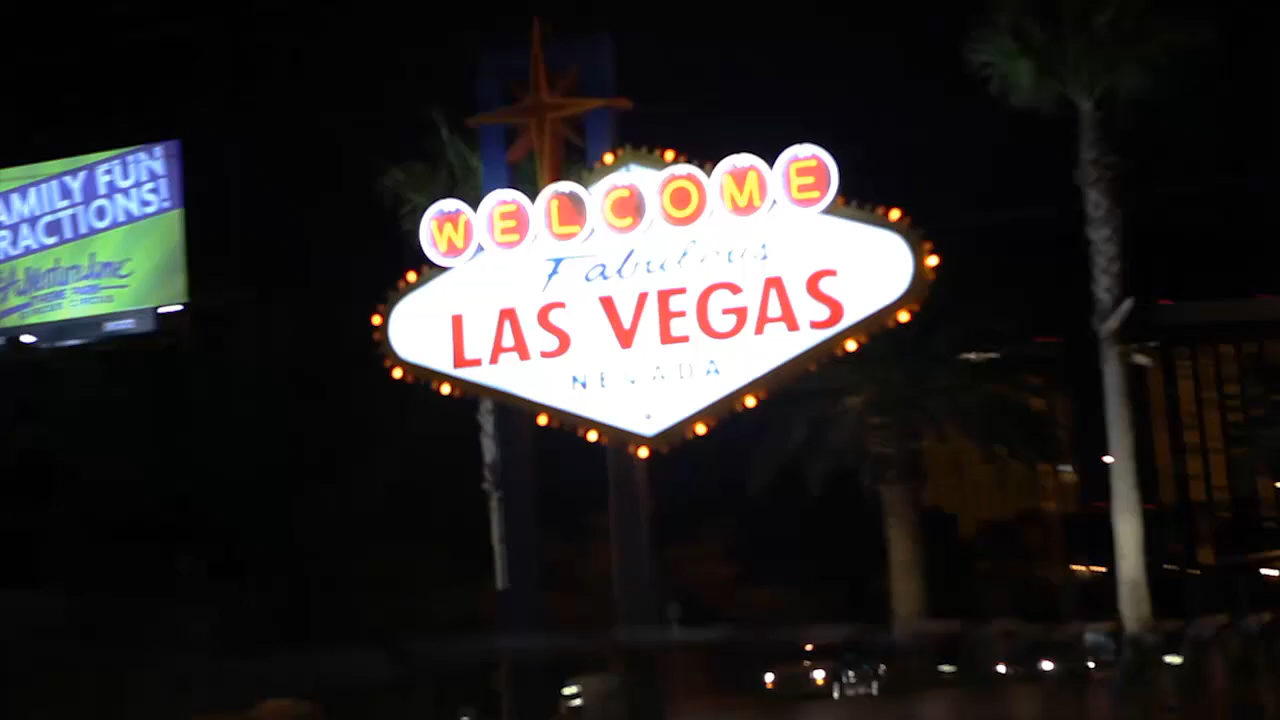 AMILY FUN
RACTIONS!
WELCOME
Fabulous
LAS VEGAS
NEVADA